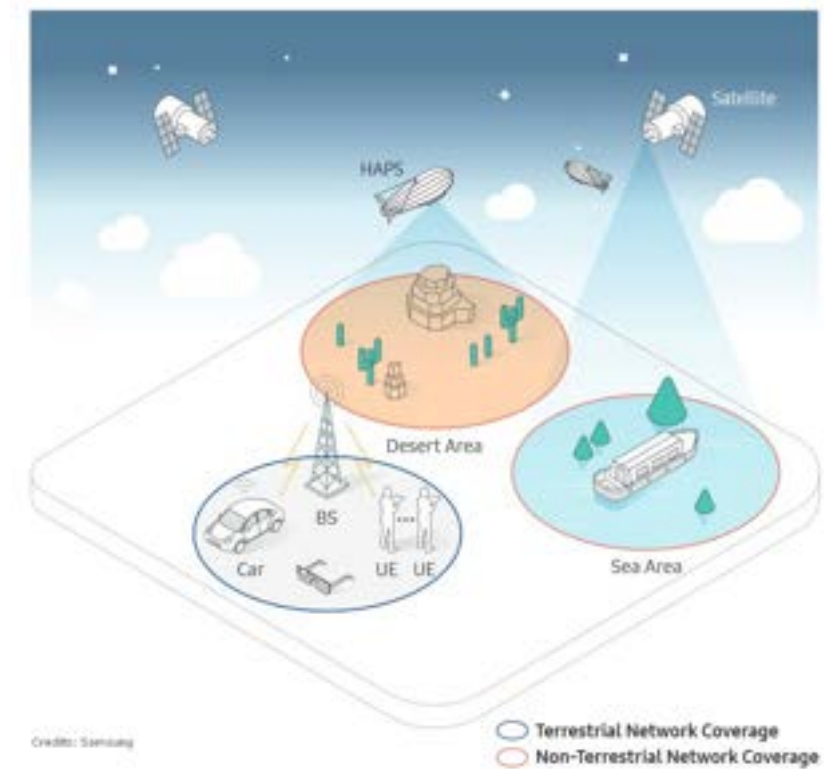 Satellite
HAPS
Desert Area
BS
Car
UE UE
Sea Area
Credits: Samsung
Terrestrial Network Coverage
Non-Terrestrial Network Coverage